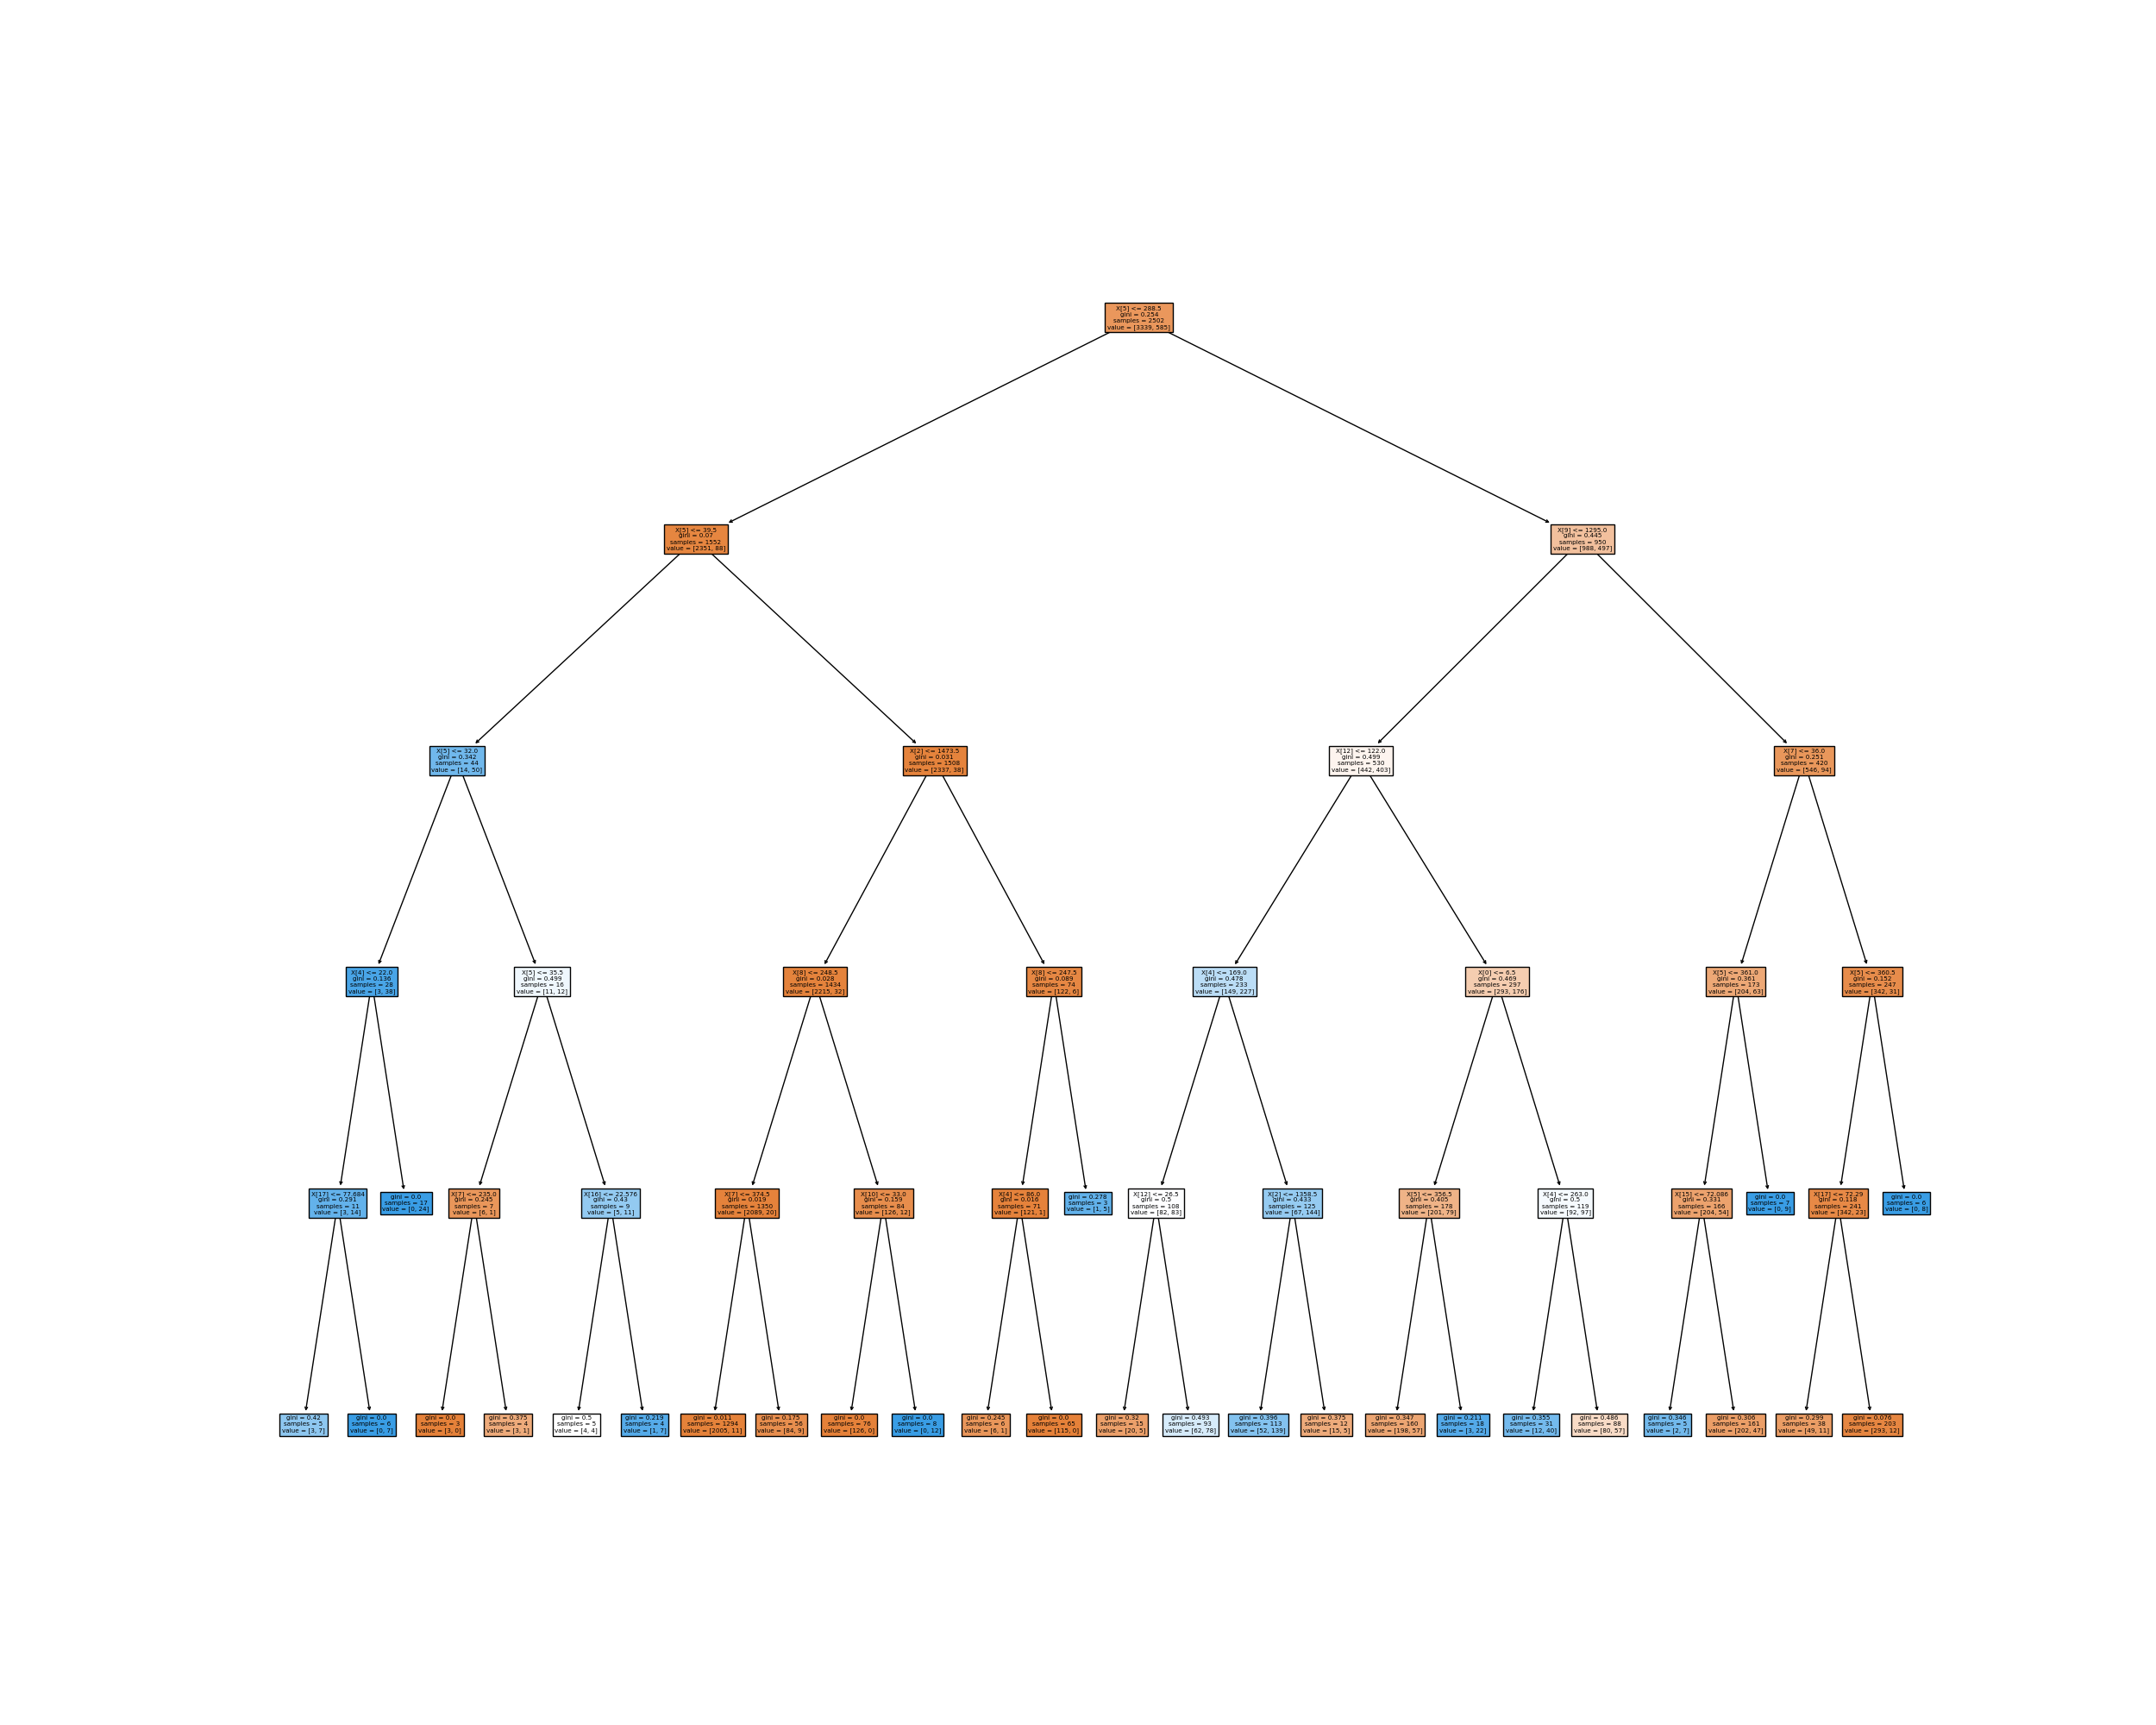 X[5] <= 288.5
gini = 0.254
samples = 2502
value = [3339, 585]
X[5] <= 39.5
gini = 0.07
samples = 1552
value = [2351, 88]
X[9] <= 1295.0
gini = 0.445
samples = 950
value = [988, 497]
X[5] <= 32.0
gini = 0.342
samples = 44
value = [14, 50]
X[2] <= 1473.5
gini = 0.031
samples = 1508
value = [2337, 38]
X[12] <= 122.0
gini = 0.499
samples = 530
value = [442, 403]
X[7] <= 36.0
gini = 0.251
samples = 420
value = [546, 94]
X[4] <= 22.0
gini = 0.136
samples = 28
value = [3, 38]
X[5] <= 35.5
gini = 0.499
samples = 16
value = [11, 12]
X[8] <= 248.5
gini = 0.028
samples = 1434
value = [2215, 32]
X[8] <= 247.5
gini = 0.089
samples = 74
value = [122, 6]
X[4] <= 169.0
gini = 0.478
samples = 233
value = [149, 227]
X[0] <= 6.5
gini = 0.469
samples = 297
value = [293, 176]
X[5] <= 361.0
gini = 0.361
samples = 173
value = [204, 63]
X[5] <= 360.5
gini = 0.152
samples = 247
value = [342, 31]
X[17] <= 77.684
gini = 0.291
samples = 11
value = [3, 14]
gini = 0.0
samples = 17
value = [0, 24]
X[7] <= 235.0
gini = 0.245
samples = 7
value = [6, 1]
X[16] <= 22.576
gini = 0.43
samples = 9
value = [5, 11]
X[7] <= 374.5
gini = 0.019
samples = 1350
value = [2089, 20]
X[10] <= 33.0
gini = 0.159
samples = 84
value = [126, 12]
X[4] <= 86.0
gini = 0.016
samples = 71
value = [121, 1]
gini = 0.278
samples = 3
value = [1, 5]
X[12] <= 26.5
gini = 0.5
samples = 108
value = [82, 83]
X[2] <= 1358.5
gini = 0.433
samples = 125
value = [67, 144]
X[5] <= 356.5
gini = 0.405
samples = 178
value = [201, 79]
X[4] <= 263.0
gini = 0.5
samples = 119
value = [92, 97]
X[15] <= 72.086
gini = 0.331
samples = 166
value = [204, 54]
gini = 0.0
samples = 7
value = [0, 9]
X[17] <= 72.29
gini = 0.118
samples = 241
value = [342, 23]
gini = 0.0
samples = 6
value = [0, 8]
gini = 0.42
samples = 5
value = [3, 7]
gini = 0.0
samples = 6
value = [0, 7]
gini = 0.0
samples = 3
value = [3, 0]
gini = 0.375
samples = 4
value = [3, 1]
gini = 0.5
samples = 5
value = [4, 4]
gini = 0.219
samples = 4
value = [1, 7]
gini = 0.011
samples = 1294
value = [2005, 11]
gini = 0.175
samples = 56
value = [84, 9]
gini = 0.0
samples = 76
value = [126, 0]
gini = 0.0
samples = 8
value = [0, 12]
gini = 0.245
samples = 6
value = [6, 1]
gini = 0.0
samples = 65
value = [115, 0]
gini = 0.32
samples = 15
value = [20, 5]
gini = 0.493
samples = 93
value = [62, 78]
gini = 0.396
samples = 113
value = [52, 139]
gini = 0.375
samples = 12
value = [15, 5]
gini = 0.347
samples = 160
value = [198, 57]
gini = 0.211
samples = 18
value = [3, 22]
gini = 0.355
samples = 31
value = [12, 40]
gini = 0.486
samples = 88
value = [80, 57]
gini = 0.346
samples = 5
value = [2, 7]
gini = 0.306
samples = 161
value = [202, 47]
gini = 0.299
samples = 38
value = [49, 11]
gini = 0.076
samples = 203
value = [293, 12]